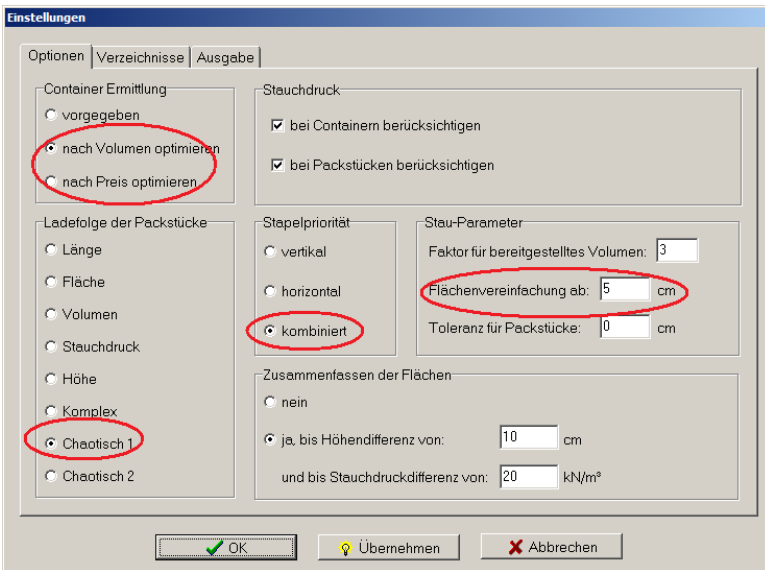 Einstellungen
Optionen Verzeichnisse Ausgabe
Container Ermittlung
vorgegeben
nach Volumen optimieren
nach Preis optimieren
Stauchdruck
bei Containern berücksichtigen
bei Packstücken berücksichtigen
Ladefolge der Packstücke
Länge
Fläche
Volumen
Stauchdruck
Höhe
Komplex
Chaotisch 1
Chaotisch 2
Stapelpriorität
vertikal
horizontal
kombiniert
Stau-Parameter
Faktor für bereitgestelltes Volumen: 3
Flächenvereinfachung ab: 5 cm
Toleranz für Packstücke: 0 cm
Zusammenfassen der Flächen
nein
ja, bis Höhendifferenz von: 10 cm
und bis Stauchdruckdifferenz von: 20 kN/m³
OK Übernehmen Abbrechen